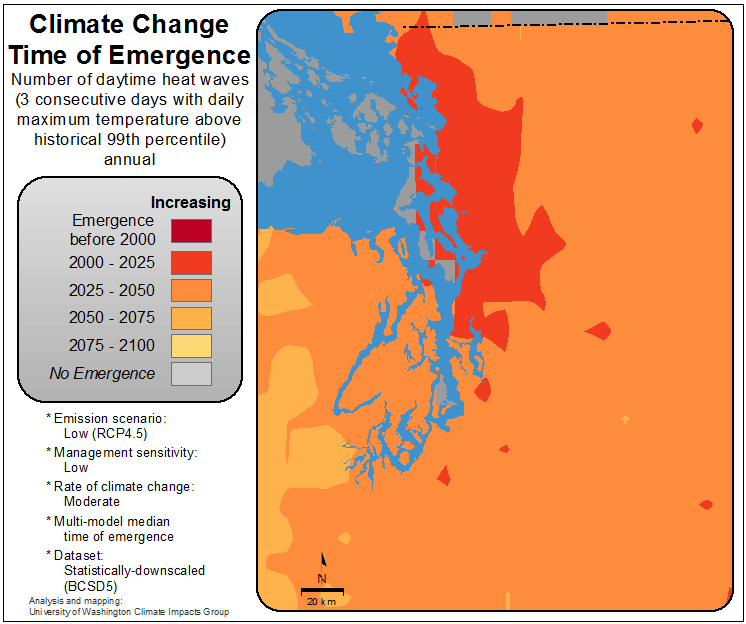 Climate Change
Time of Emergence
Number of daytime heat waves
(3 consecutive days with daily
maximum temperature above
historical 99th percentile)
annual
Increasing
Emergence
before 2000
2000 - 2025
2025 - 2050
2050 - 2075
2075 - 2100
No Emergence
* Emission scenario:
Low (RCP4.5)
* Management sensitivity:
Low
* Rate of climate change:
Moderate
* Multi-model median
time of emergence
* Dataset:
Statistically-downscaled
(BCSD5)
Analysis and mapping:
University of Washington Climate Impacts Group
N
20 km